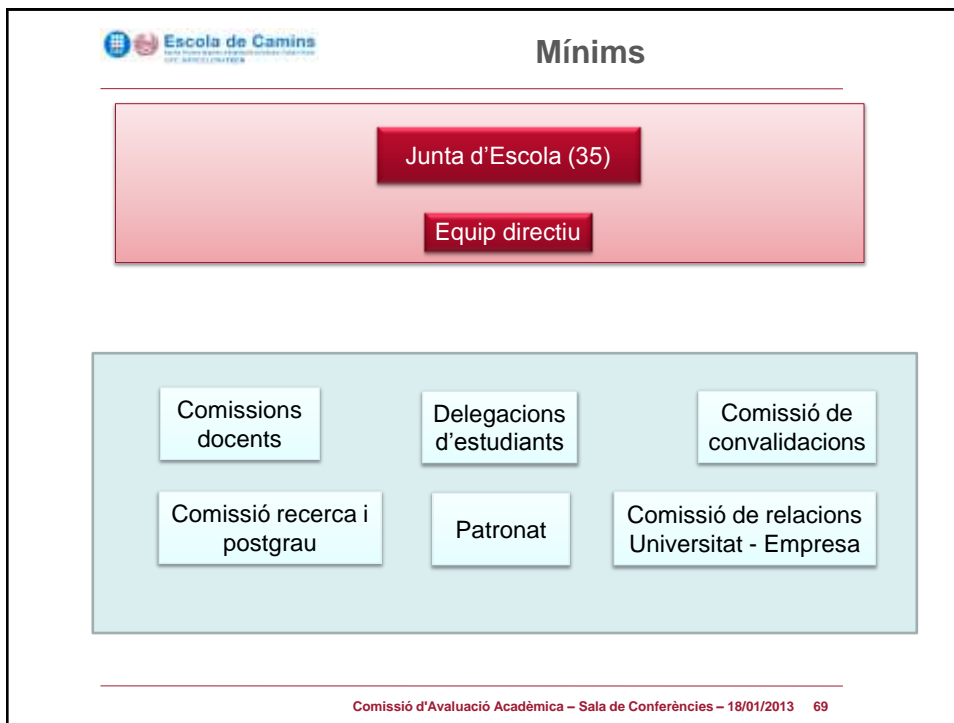 Escola de Camins
Mínims
Junta d'Escola (35)
Equip directiu
Comissions
docents
Delegacions
d'estudiants
Comissió de
convalidacions
Comissió recerca i
postgrau
Patronat
Comissió de relacions
Universitat - Empresa
Comissió d'Avaluació Acadèmica – Sala de Conferències – 18/01/2013 69